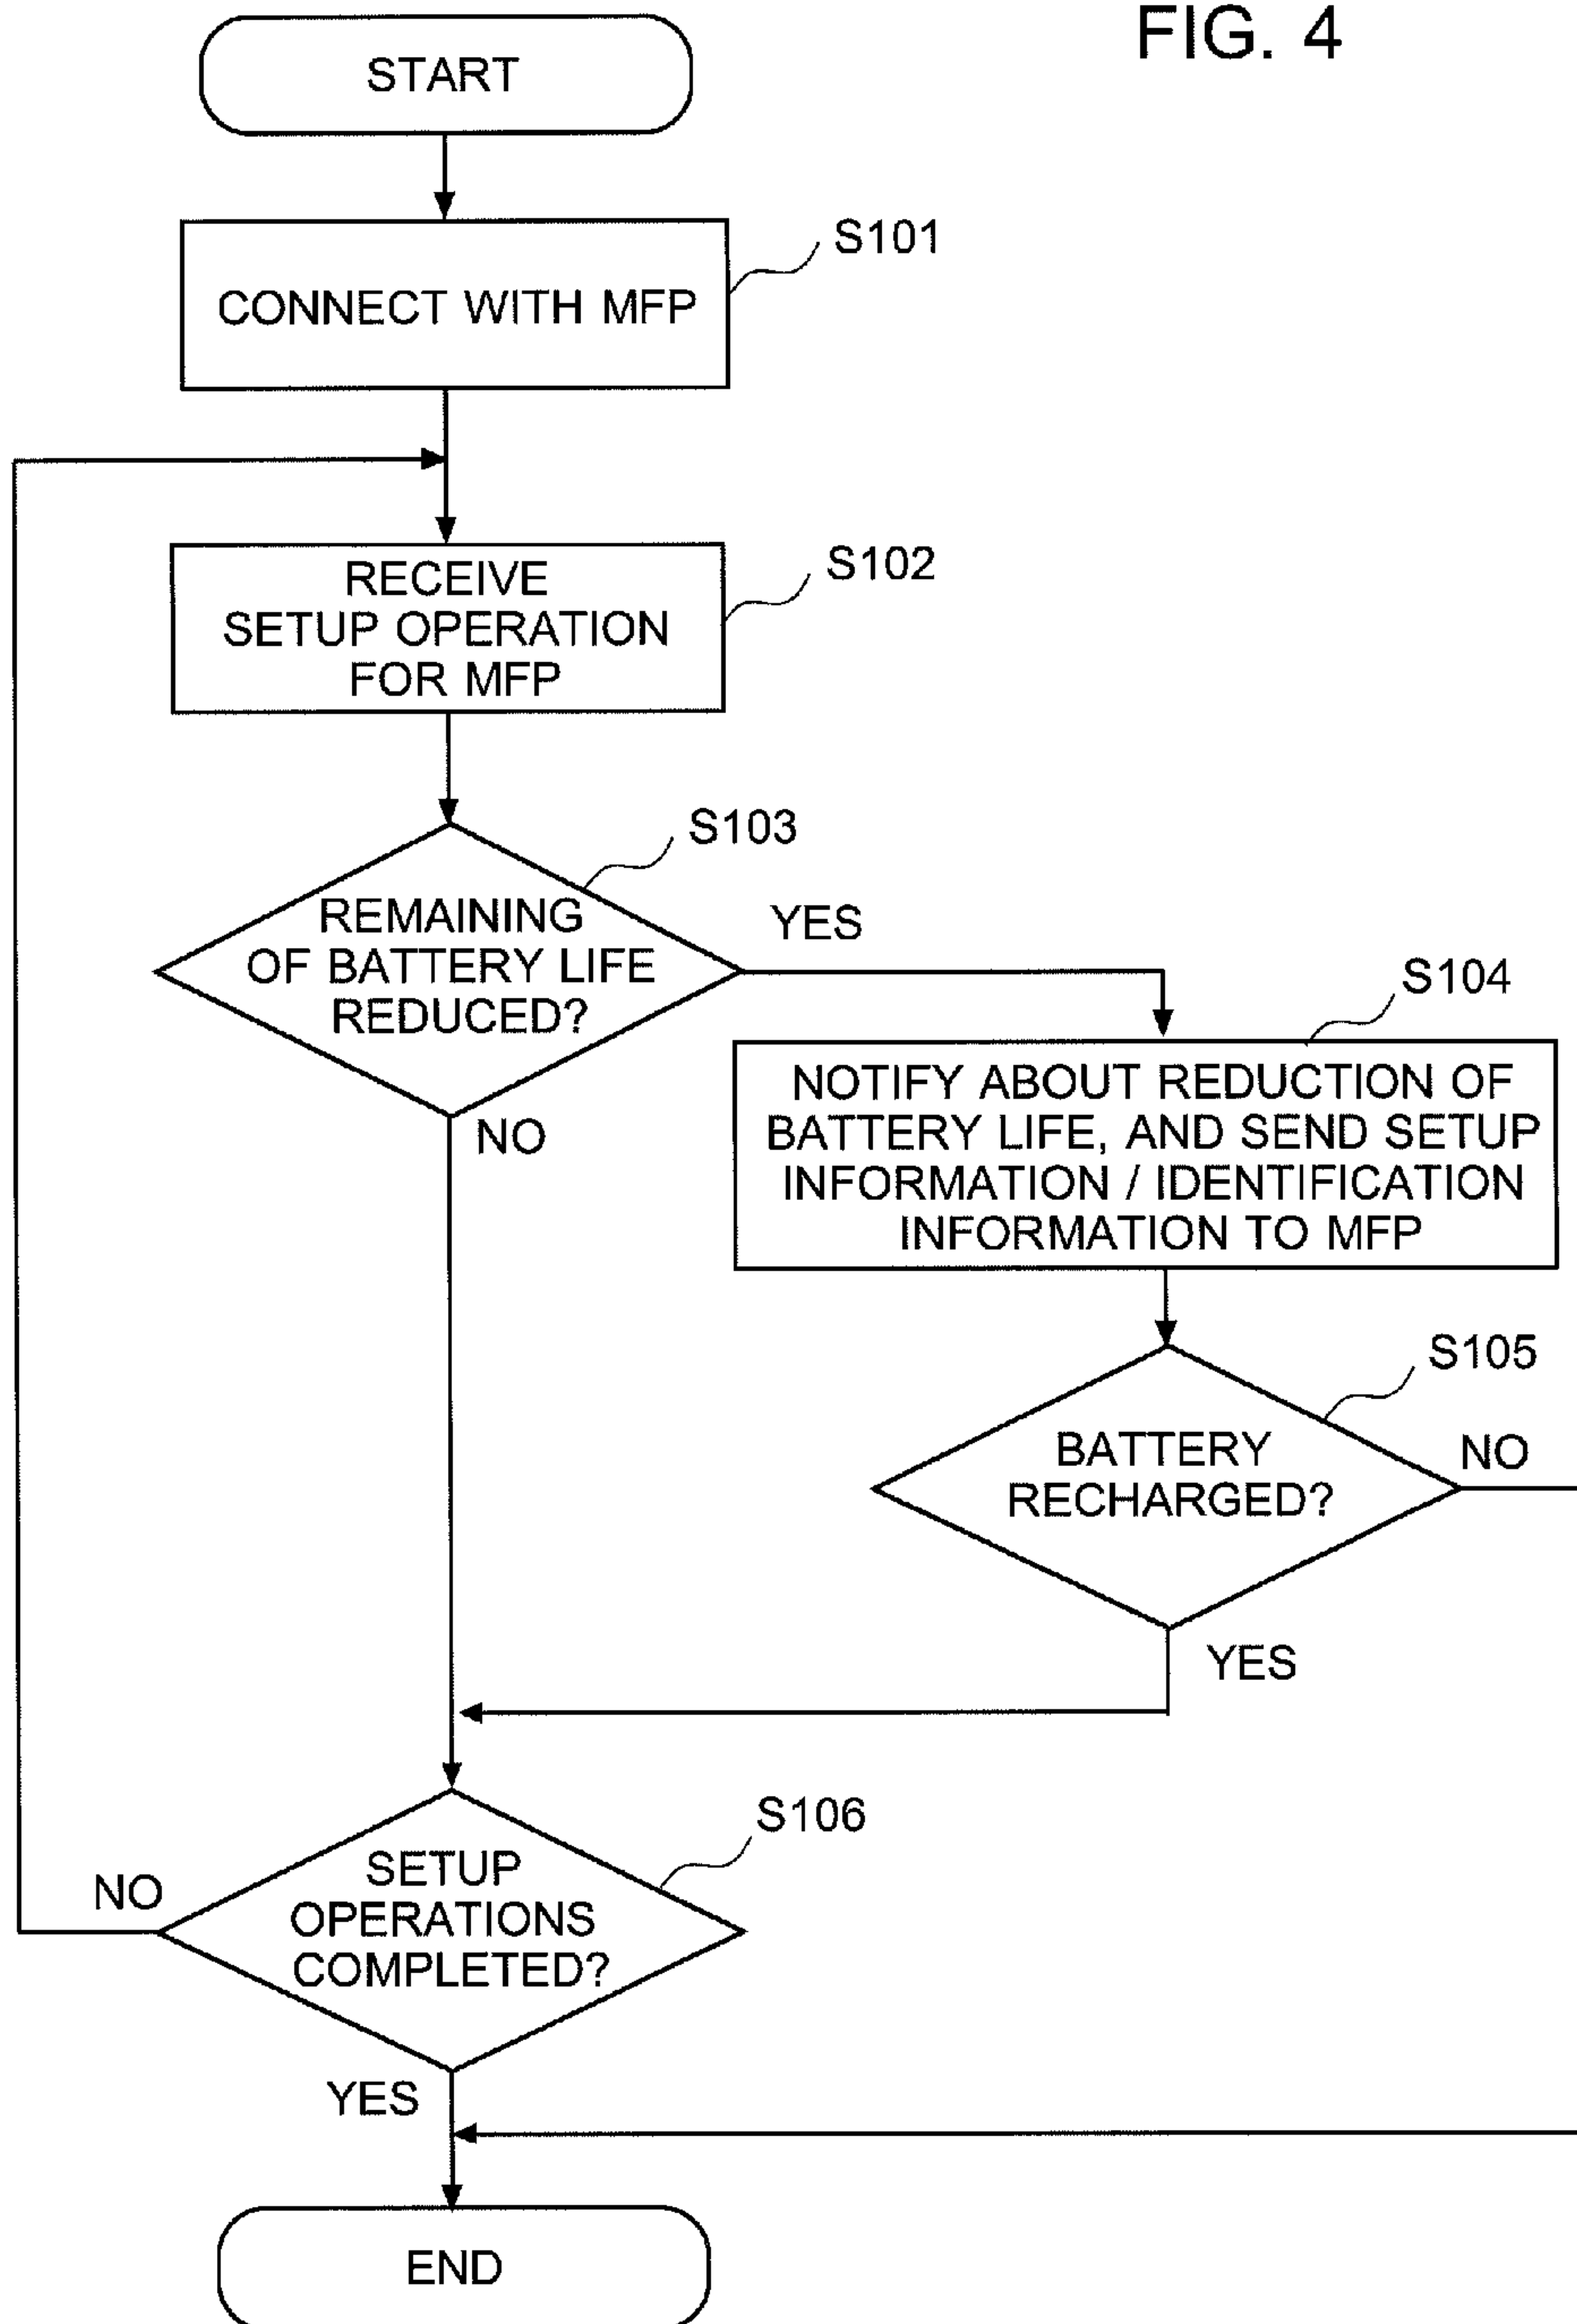 FIG. 4
START
S101
CONNECT WITH MFP
S102
RECEIVE
SETUP OPERATION
FOR MFP
S103
REMAINING
OF BATTERY LIFE
REDUCED?
YES
NO
S104
NOTIFY ABOUT REDUCTION OF
BATTERY LIFE, AND SEND SETUP
INFORMATION / IDENTIFICATION
INFORMATION TO MFP
S105
BATTERY
RECHARGED?
NO
YES
S106
SETUP
OPERATIONS
COMPLETED?
NO
YES
END